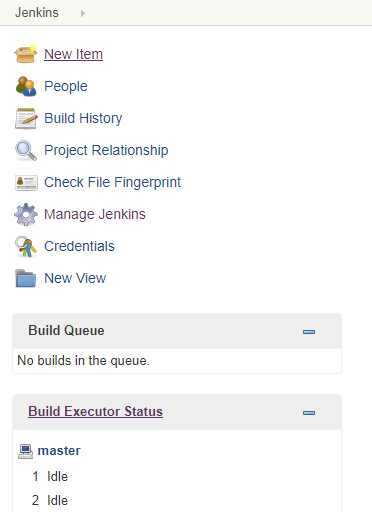 Jenkins
New Item
People
Build History
Project Relationship
Check File Fingerprint
Manage Jenkins
Credentials
New View
Build Queue
No builds in the queue.
Build Executor Status
master
1 Idle
2 Idle